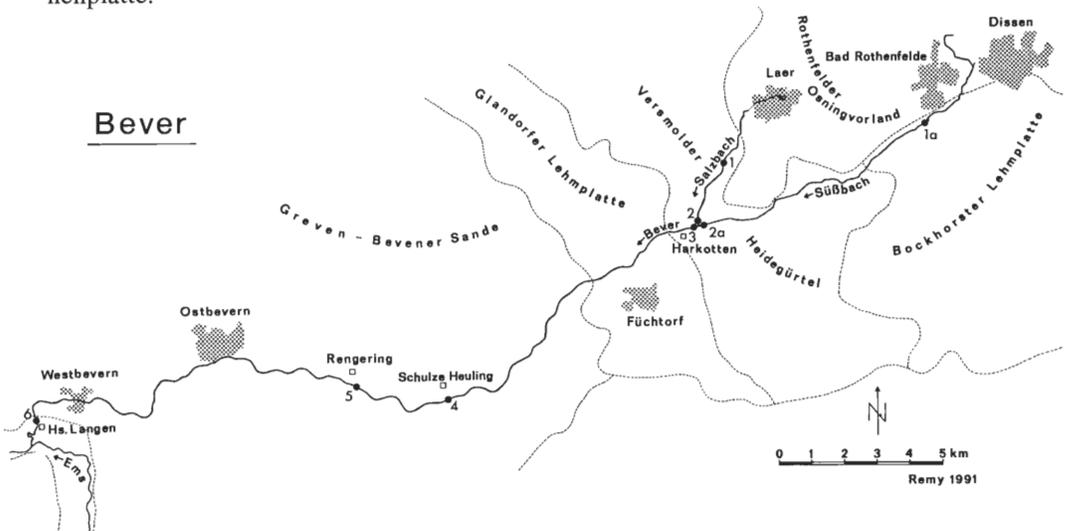 nenplatte.
Dissen
Rothenfelder
Osningvorland
Bad Rothenfelde
Laer
Versmolder
Glandorfer Lehmplatte
Bever
1a
Bockhorster Lehmplatte
Salzbach
1
Süßbach
Greven - Bevener Sande
2
2a
Bever
3
Harkotten
Heidegürtel
Füchtorf
Ostbevern
Rengering
Schulze Heuling
Westbevern
5
4
6
Hs. Langen
Ems
N
0 1 2 3 4 5 km
Remy 1991